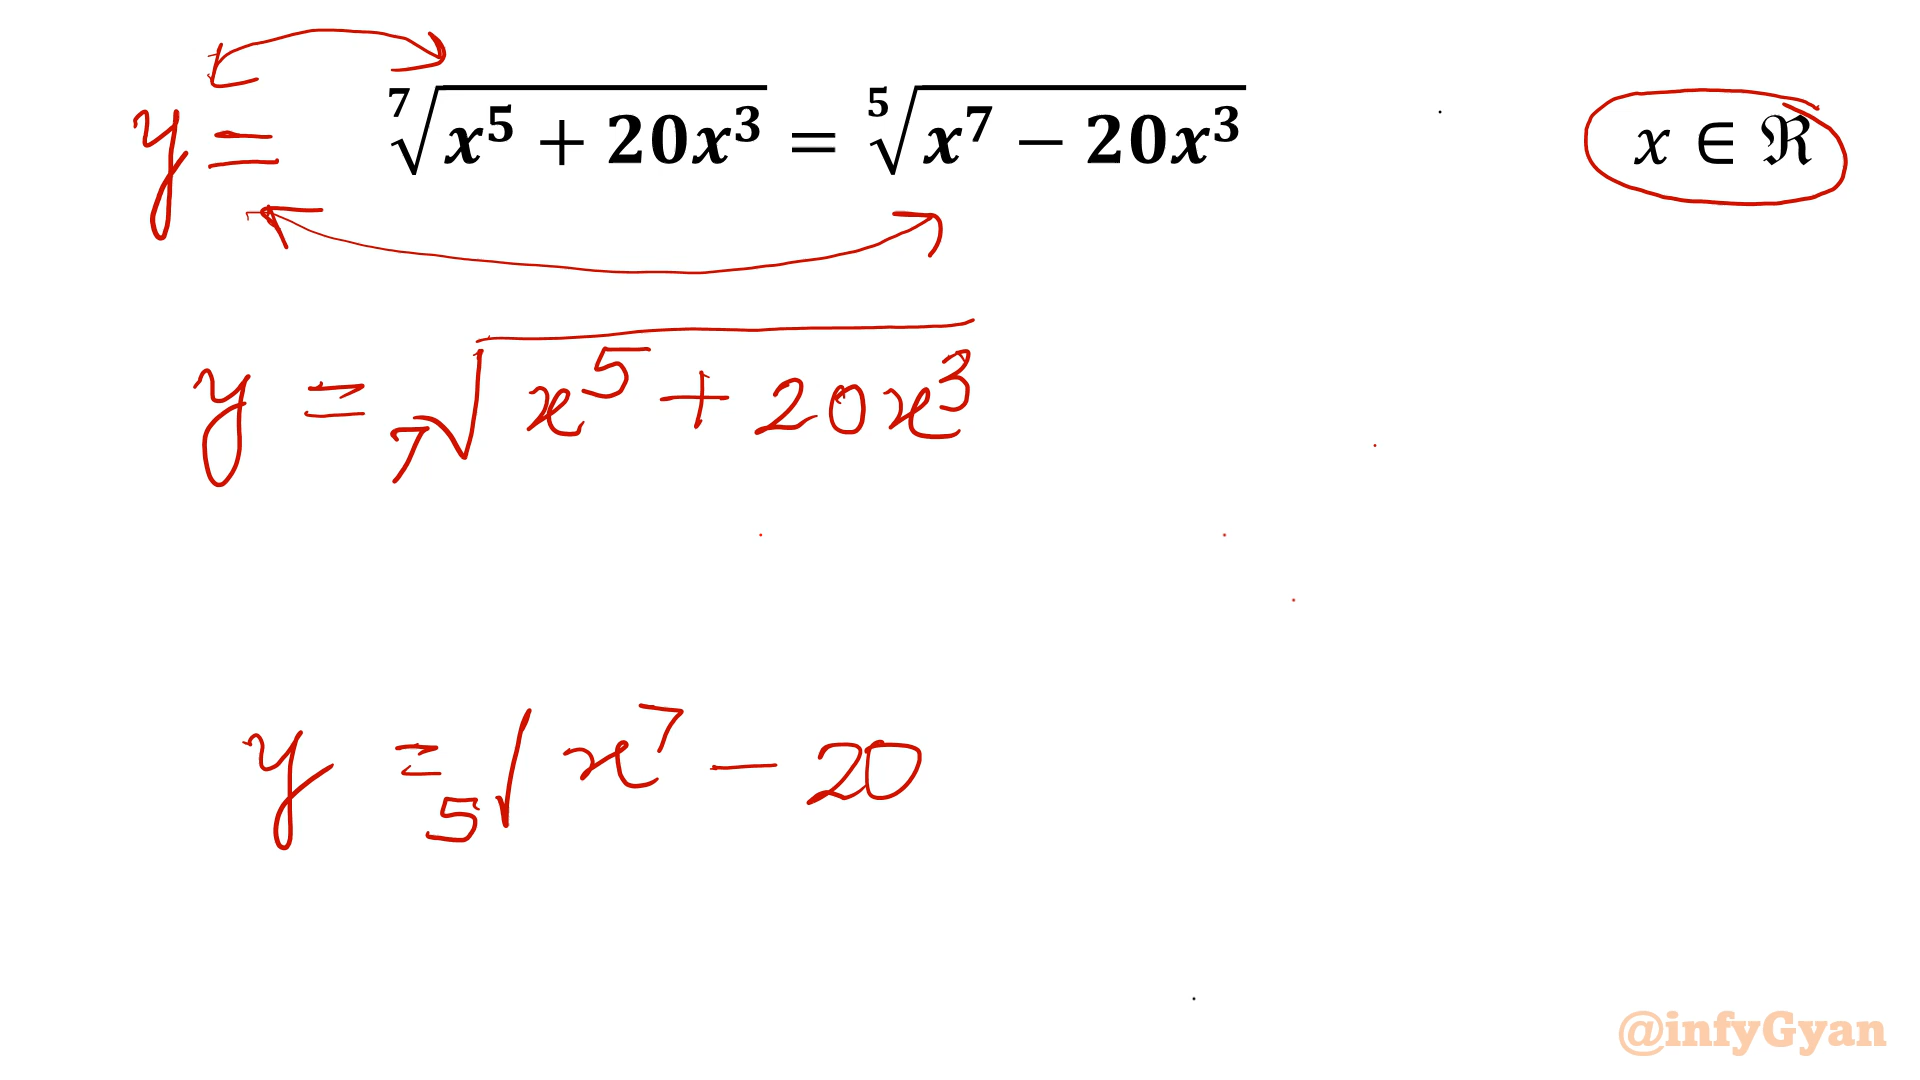 y = ⁷√(x⁵ + 20x³) = ⁵√(x⁷ − 20x³) x ∈ ℜ
y = ⁷√(x⁵ + 20x³)
y = ⁵√ x⁷ − 20
@infyGyan